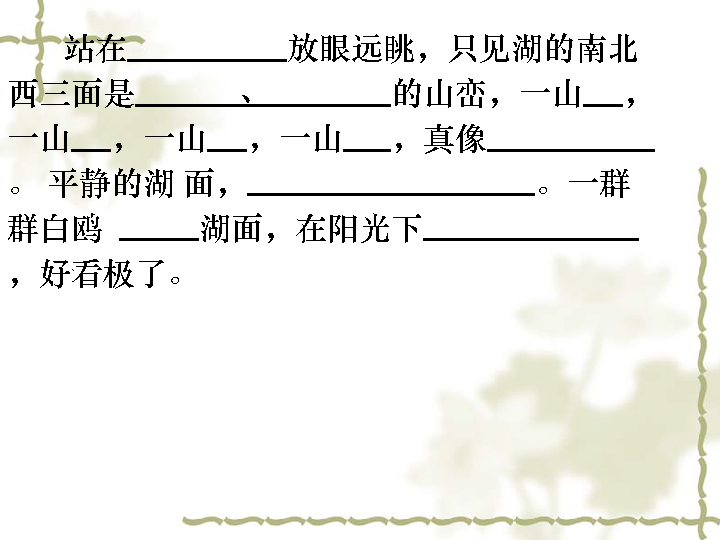 站在__________放眼远眺，只见湖的南北
西三面是______、________的山峦，一山__，
一山__，一山__，一山__，真像__________
。 平静的湖 面，__________________。一群
群白鸥 _____湖面，在阳光下_____________
，好看极了。